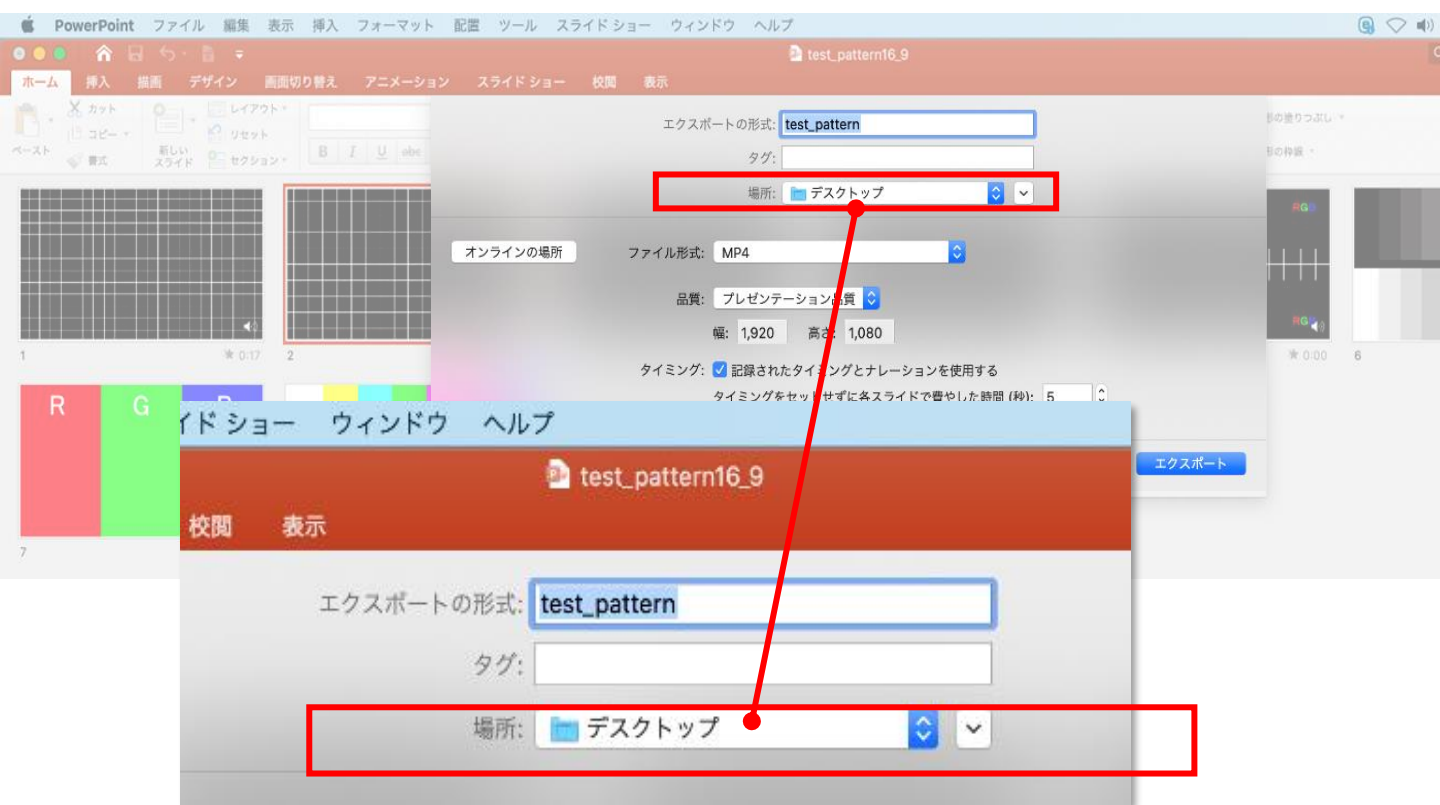 PowerPoint ファイル 編集 表示 挿入 フォーマット 配置 ツール スライド ショー ウィンドウ ヘルプ
test_pattern16_9
ホーム 挿入 描画 デザイン 画面切り替え アニメーション スライド ショー 校閲 表示
カット レイアウト
コピー リセット
ペースト 書式 新しい スライド セクション B I U abc
形の塗りつぶし
形の枠線
エクスポートの形式: test_pattern
タグ:
場所: デスクトップ
オンラインの場所 ファイル形式: MP4
品質: プレゼンテーション品質
幅: 1,920 高さ: 1,080
タイミング: 記録されたタイミングとナレーションを使用する
タイミングをセットせずに各スライドで費やした時間 (秒): 5
エクスポート
RGB
RGB
1 0:17 2 0:00 6
R G B
7
イド ショー ウィンドウ ヘルプ
test_pattern16_9
校閲 表示
エクスポートの形式: test_pattern
タグ:
場所: デスクトップ